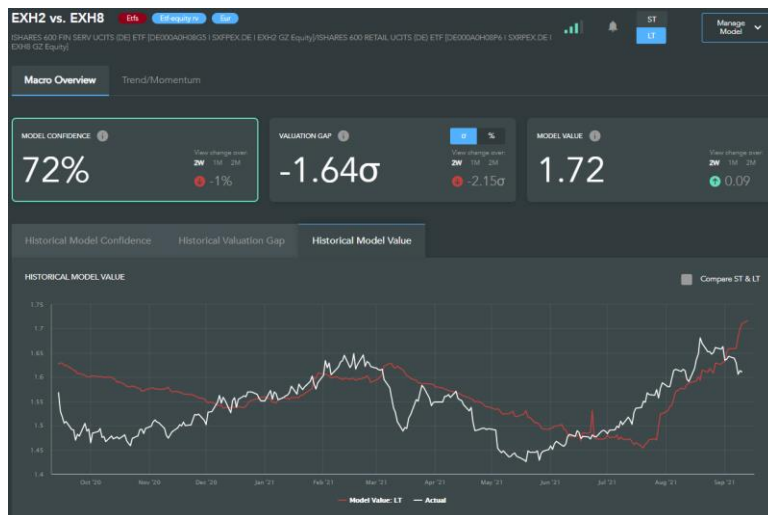 EXH2 vs. EXH8 Etfs Etf-equity rv Eur
ISHARES 600 FIN SERV UCITS (DE) ETF [DE000A0H08G5 | SXFPEX.DE | EXH2 GZ Equity]/ISHARES 600 RETAIL UCITS (DE) ETF [DE000A0H08P6 | SXRPEX.DE |
EXH8 GZ Equity]
ST
LT
Manage
Model
Macro Overview Trend/Momentum
MODEL CONFIDENCE
72%
View change over:
2W 1M 2M
-1%
VALUATION GAP
σ %
-1.64σ
View change over:
2W 1M 2M
-2.15σ
MODEL VALUE
1.72
View change over:
2W 1M 2M
0.09
Historical Model Confidence Historical Valuation Gap Historical Model Value
HISTORICAL MODEL VALUE
Compare ST & LT
1.75
1.7
1.65
1.6
1.55
1.5
1.45
1.4
Oct '20 Nov '20 Dec '20 Jan '21 Feb '21 Mar '21 Apr '21 May '21 Jun '21 Jul '21 Aug '21 Sep '21
Model Value: LT Actual